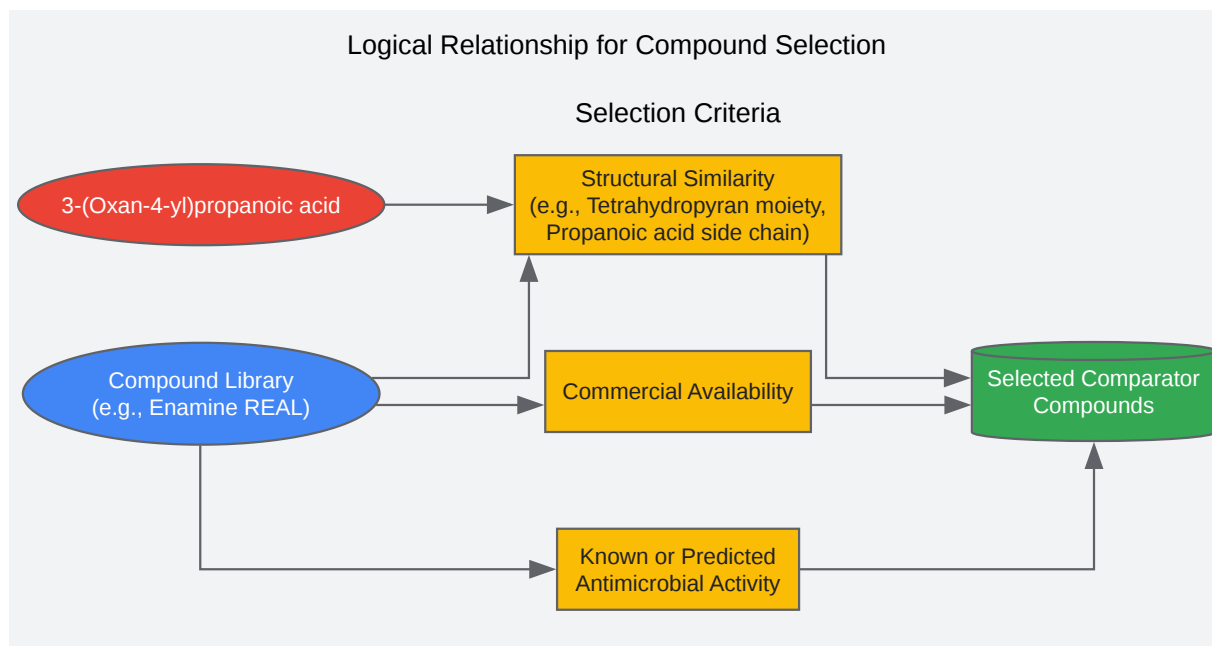 Logical Relationship for Compound Selection
Selection Criteria
3-(Oxan-4-yl)propanoic acid
Structural Similarity
(e.g., Tetrahydropyran moiety,
Propanoic acid side chain)
Compound Library
(e.g., Enamine REAL)
Commercial Availability
Selected Comparator
Compounds
Known or Predicted
Antimicrobial Activity